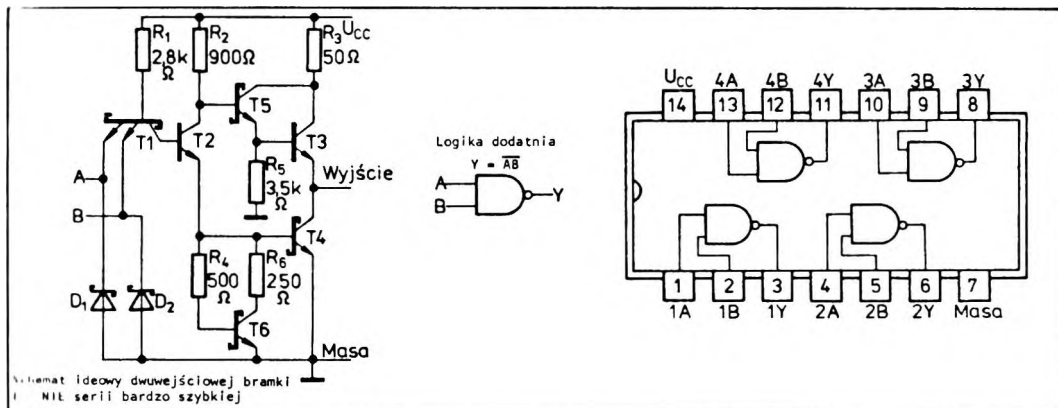 UCC
R1
2,8k
Ω
R2
900Ω
R3
50Ω
T5
T1
T2
T3
R5
3,5k
Ω
Wyjście
A
B
T4
R4
500
Ω
R6
250
Ω
D1
D2
T6
Masa
ideowy dwuwejściowej bramki
NIE serii bardzo szybkiej
Logika dodatnia
Y = AB
A
B
Y
UCC 4A 4B 4Y 3A 3B 3Y
14 13 12 11 10 9 8
1 2 3 4 5 6 7
1A 1B 1Y 2A 2B 2Y Masa